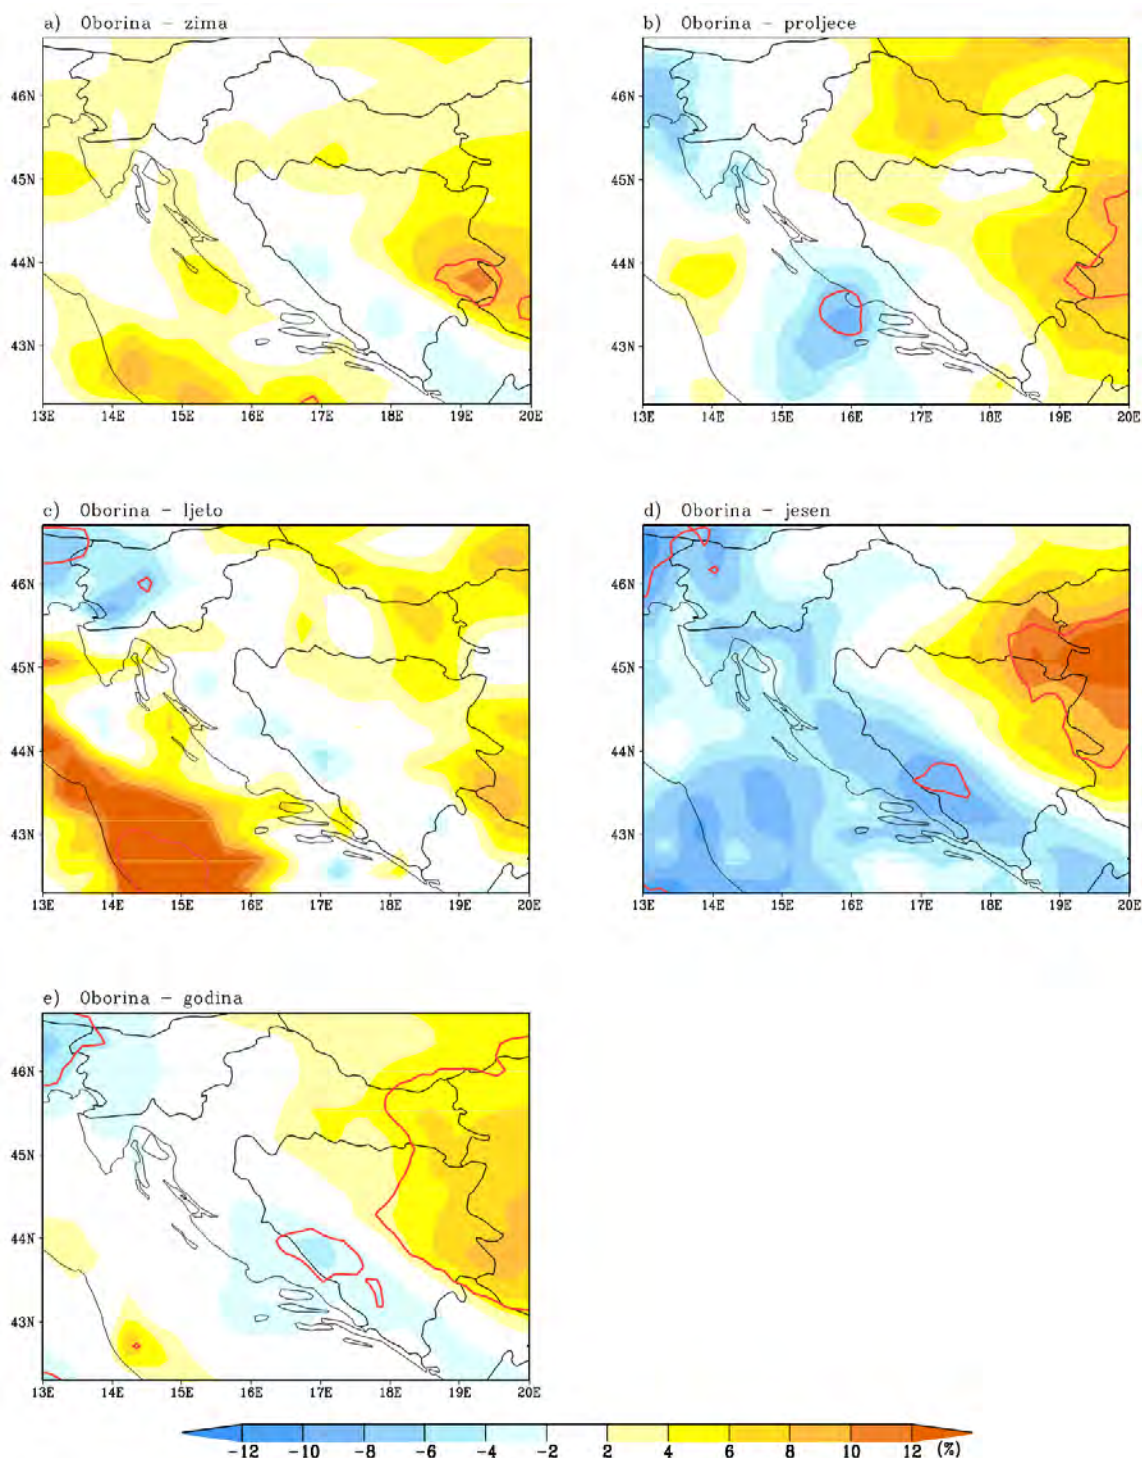 a) Oborina – zima
46N
45N
44N
43N
13E 14E 15E 16E 17E 18E 19E 20E
b) Oborina – proljece
46N
45N
44N
43N
13E 14E 15E 16E 17E 18E 19E 20E
c) Oborina – ljeto
46N
45N
44N
43N
13E 14E 15E 16E 17E 18E 19E 20E
d) Oborina – jesen
46N
45N
44N
43N
13E 14E 15E 16E 17E 18E 19E 20E
e) Oborina – godina
46N
45N
44N
43N
13E 14E 15E 16E 17E 18E 19E 20E
-12 -10 -8 -6 -4 -2 2 4 6 8 10 12 (%)